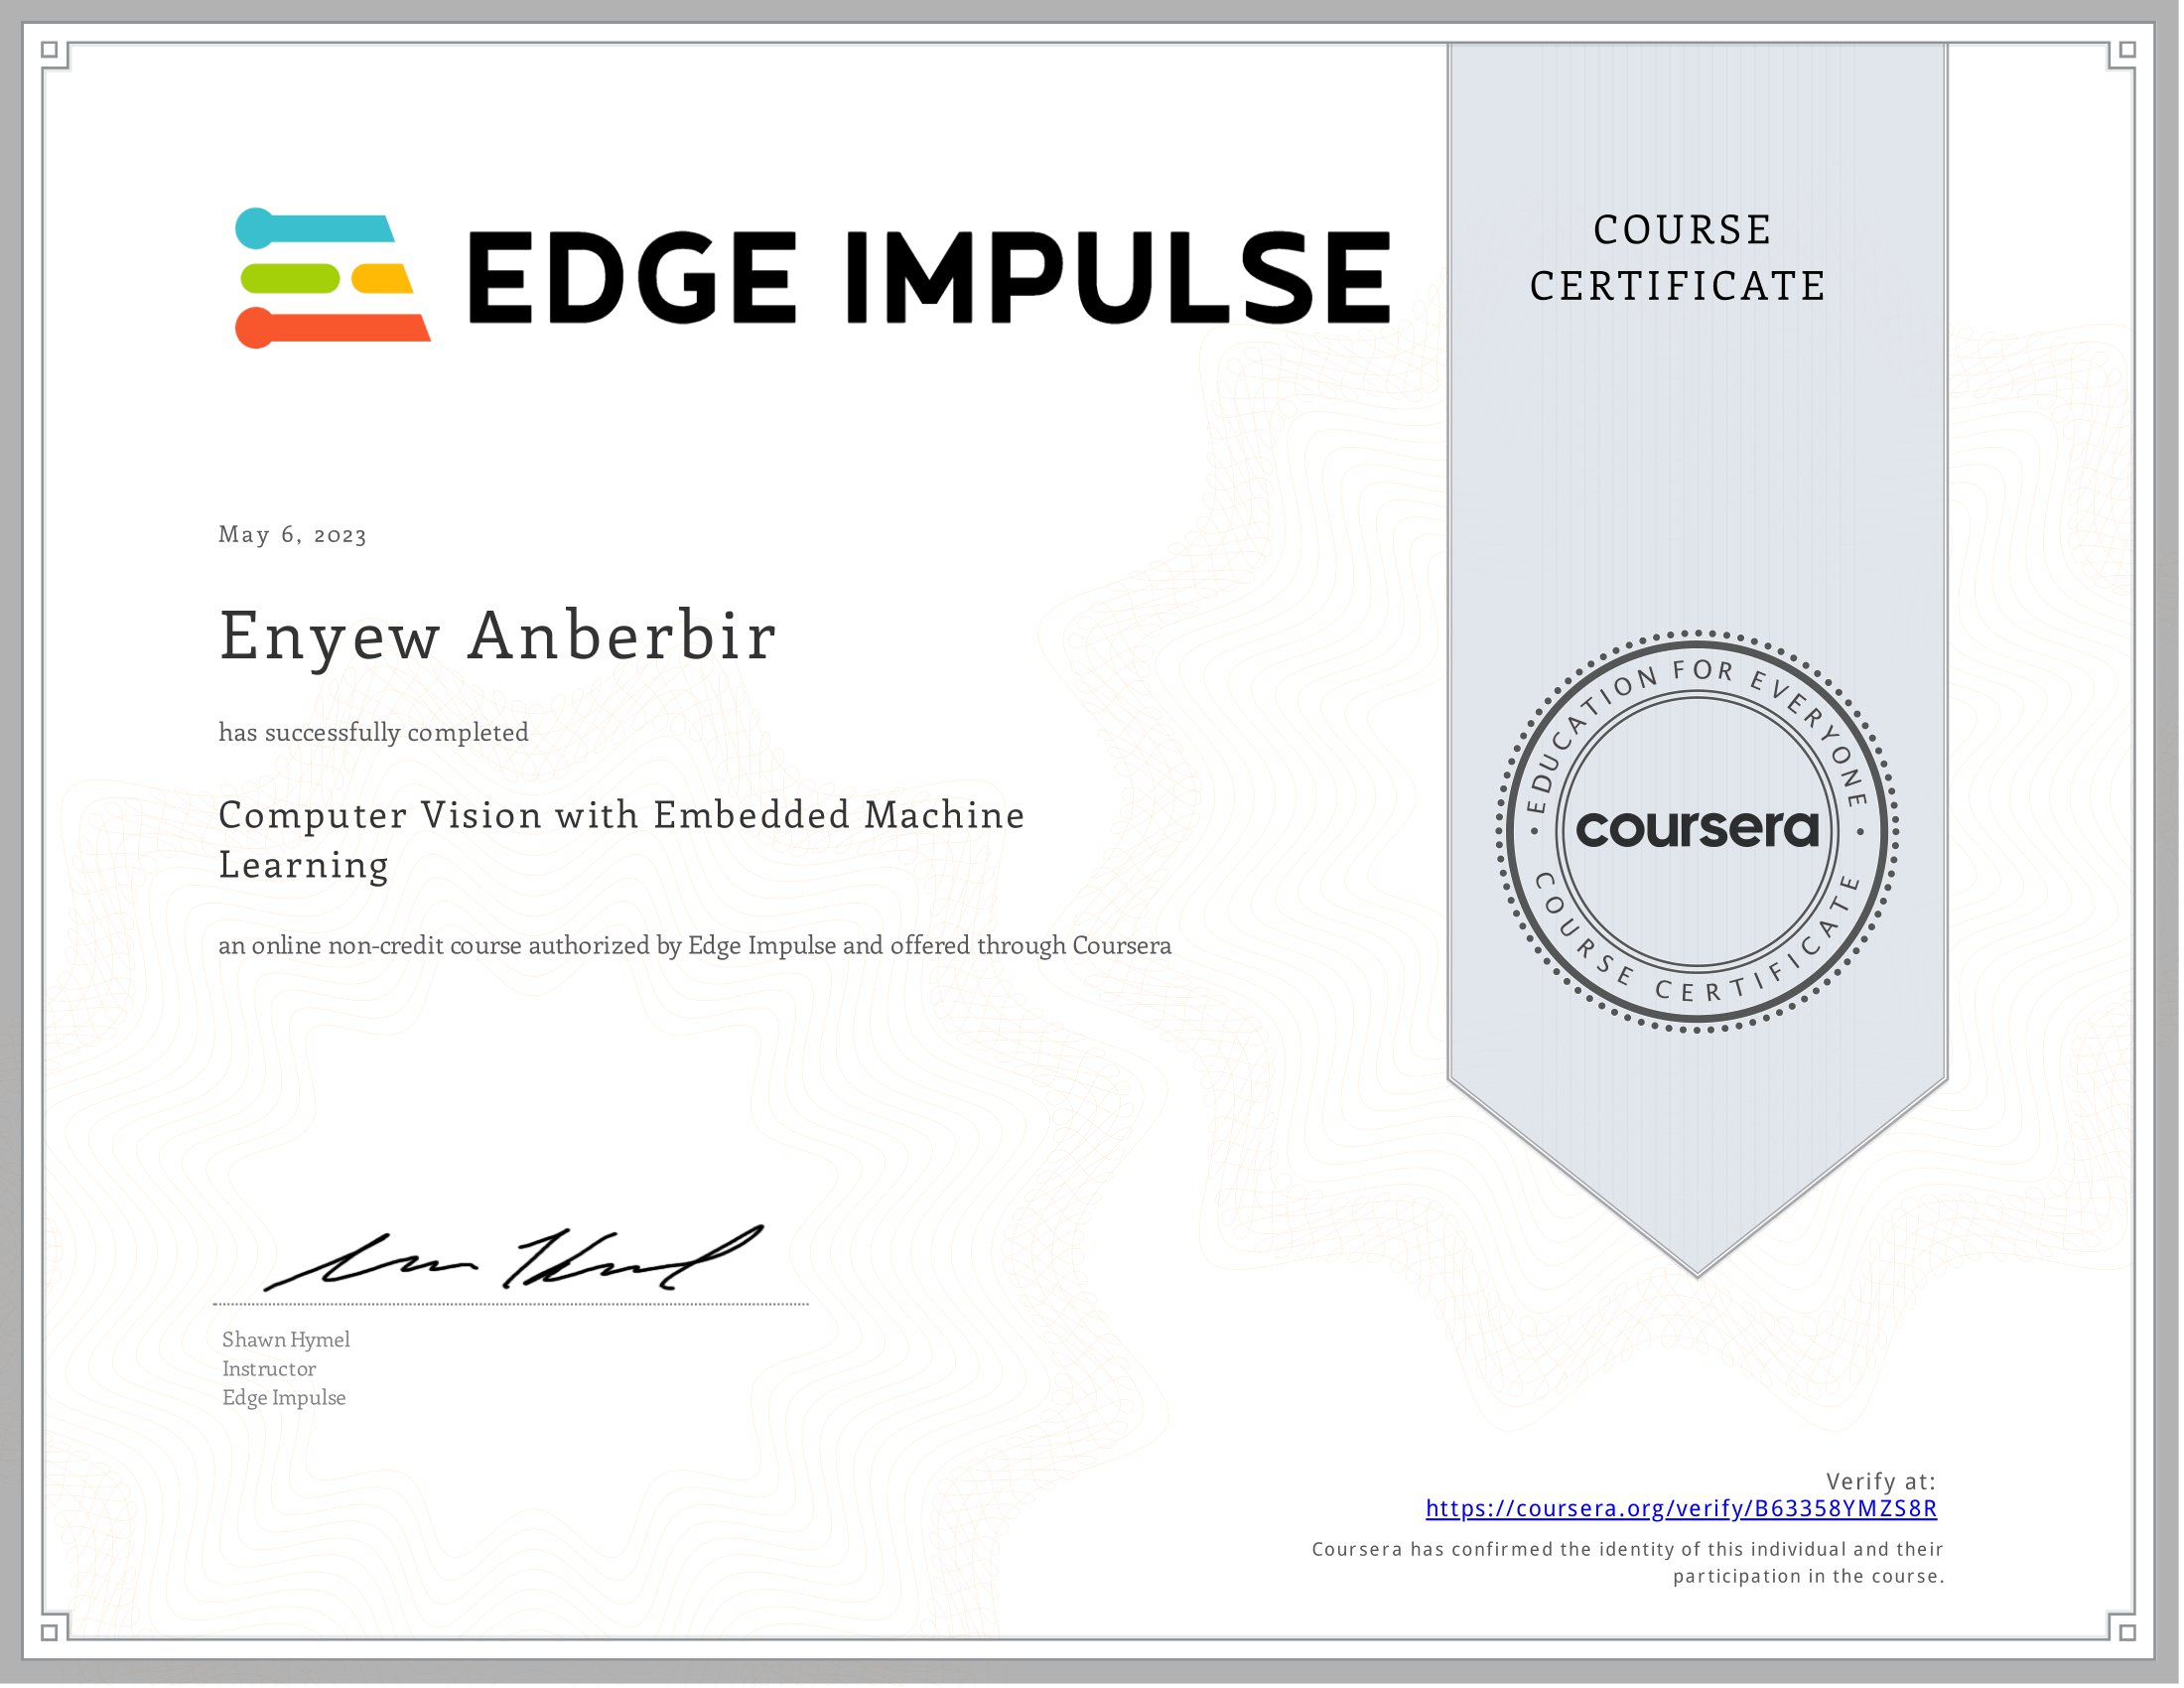 EDGE IMPULSE
COURSE
CERTIFICATE
May 6, 2023
Enyew Anberbir
has successfully completed
Computer Vision with Embedded Machine
Learning
an online non-credit course authorized by Edge Impulse and offered through Coursera
EDUCATION FOR EVERYONE
coursera
COURSE CERTIFICATE
Shawn Hymel
Instructor
Edge Impulse
Verify at:
https://coursera.org/verify/B63358YMZS8R
Coursera has confirmed the identity of this individual and their
participation in the course.